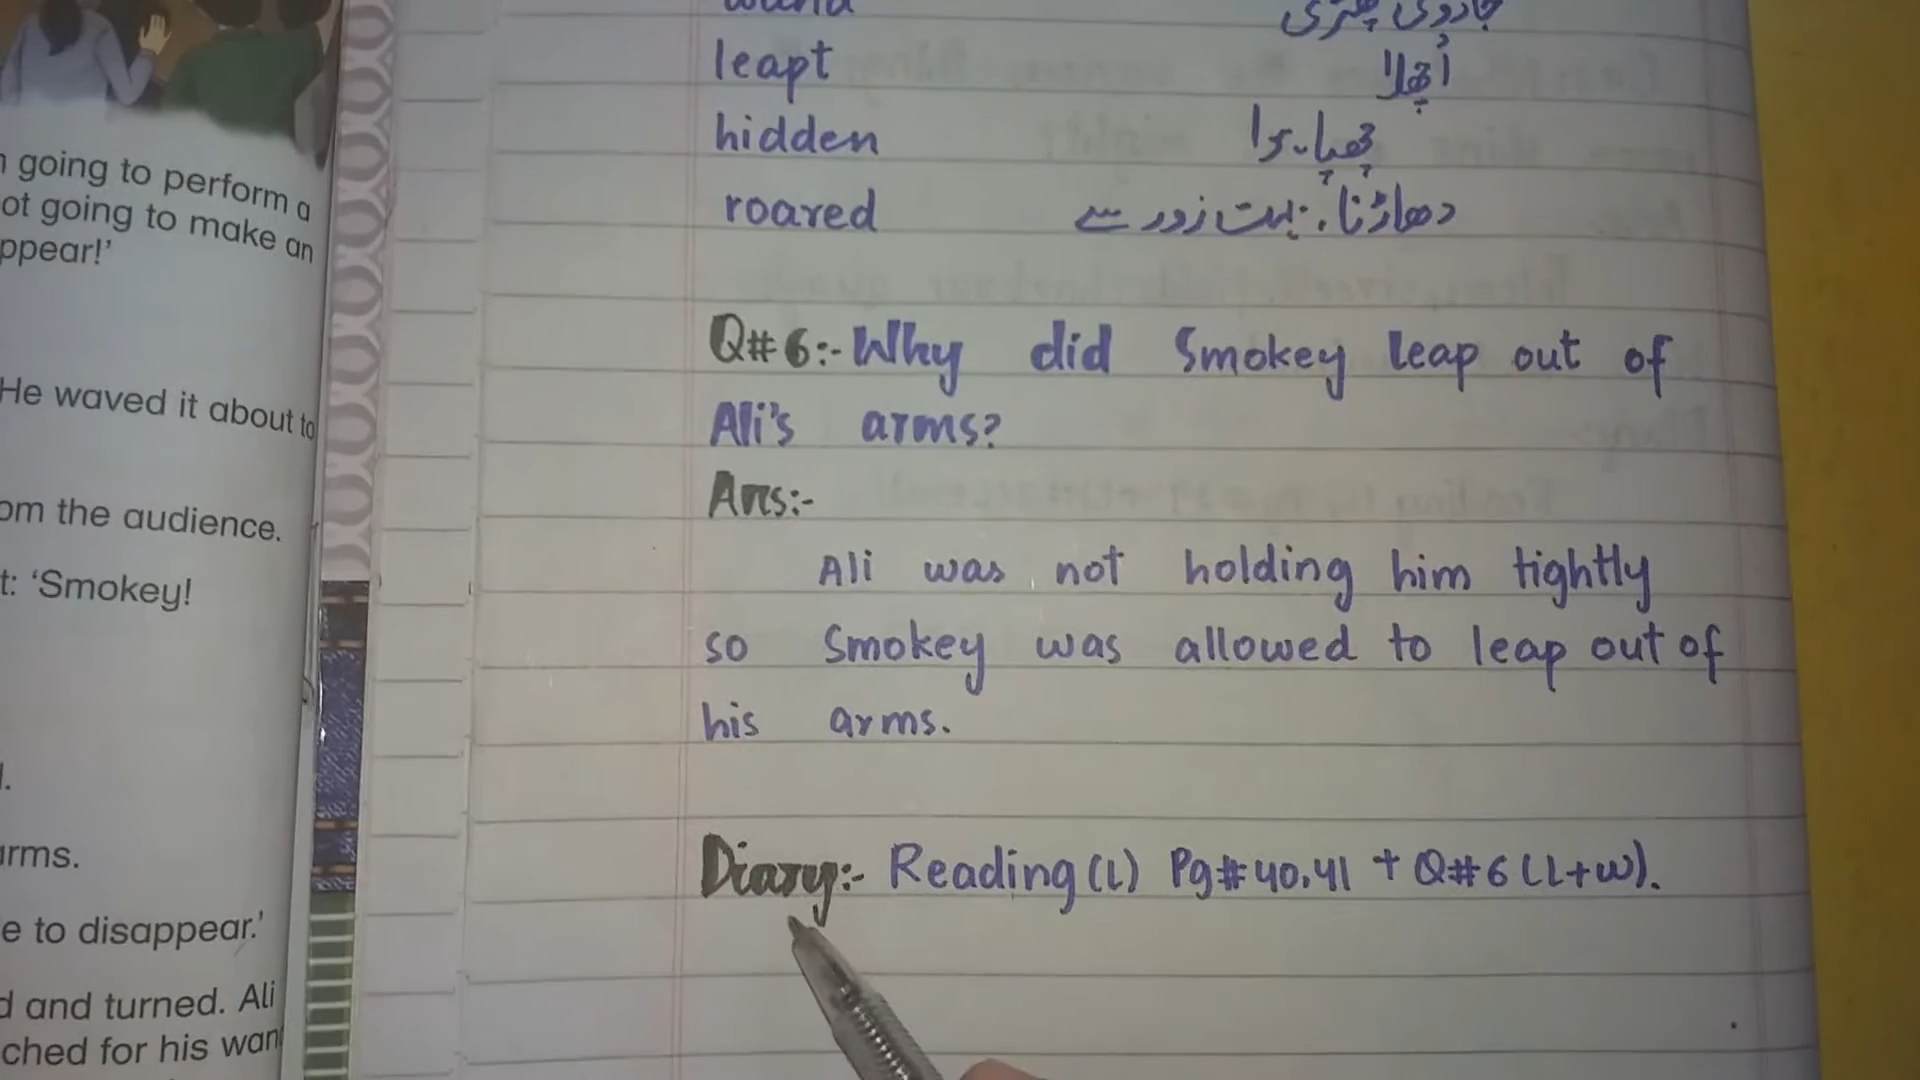 going to perform a
ot going to make an
ppear!'
He waved it about to
om the audience.
t: 'Smokey!
arms.
e to disappear.'
d and turned. Ali
ched for his wan
leapt اُچھلا
hidden چھپا ہوا
roared دھاڑنا، بہت زور سے
Q# 6:- Why did Smokey leap out of
Ali's arms?
Ans:-
Ali was not holding him tightly
so Smokey was allowed to leap out of
his arms.
Diary:- Reading (L) Pg# 40,41 + Q# 6 (L+W).